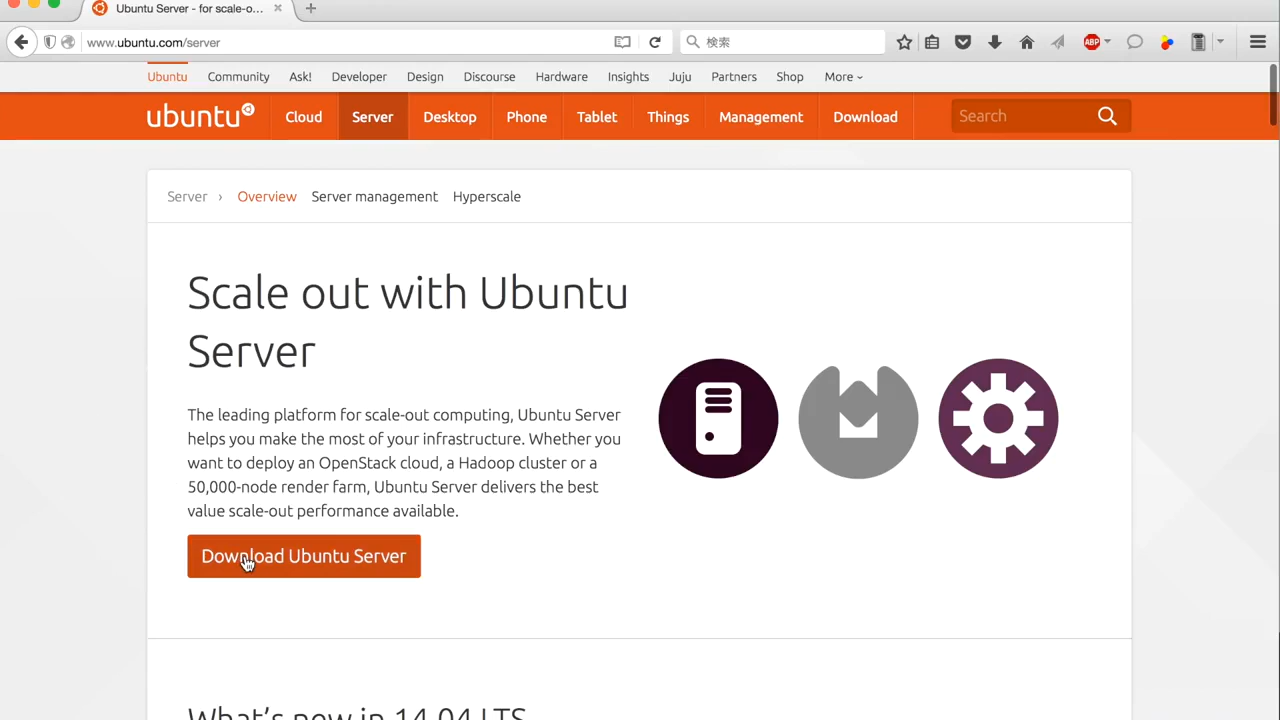 Ubuntu Server - for scale-o...
www.ubuntu.com/server
検索
ABP
Ubuntu Community Ask! Developer Design Discourse Hardware Insights Juju Partners Shop More
ubuntu Cloud Server Desktop Phone Tablet Things Management Download Search
Server › Overview Server management Hyperscale
Scale out with Ubuntu
Server
The leading platform for scale-out computing, Ubuntu Server
helps you make the most of your infrastructure. Whether you
want to deploy an OpenStack cloud, a Hadoop cluster or a
50,000-node render farm, Ubuntu Server delivers the best
value scale-out performance available.
Download Ubuntu Server
What's new in 14.04 LTS